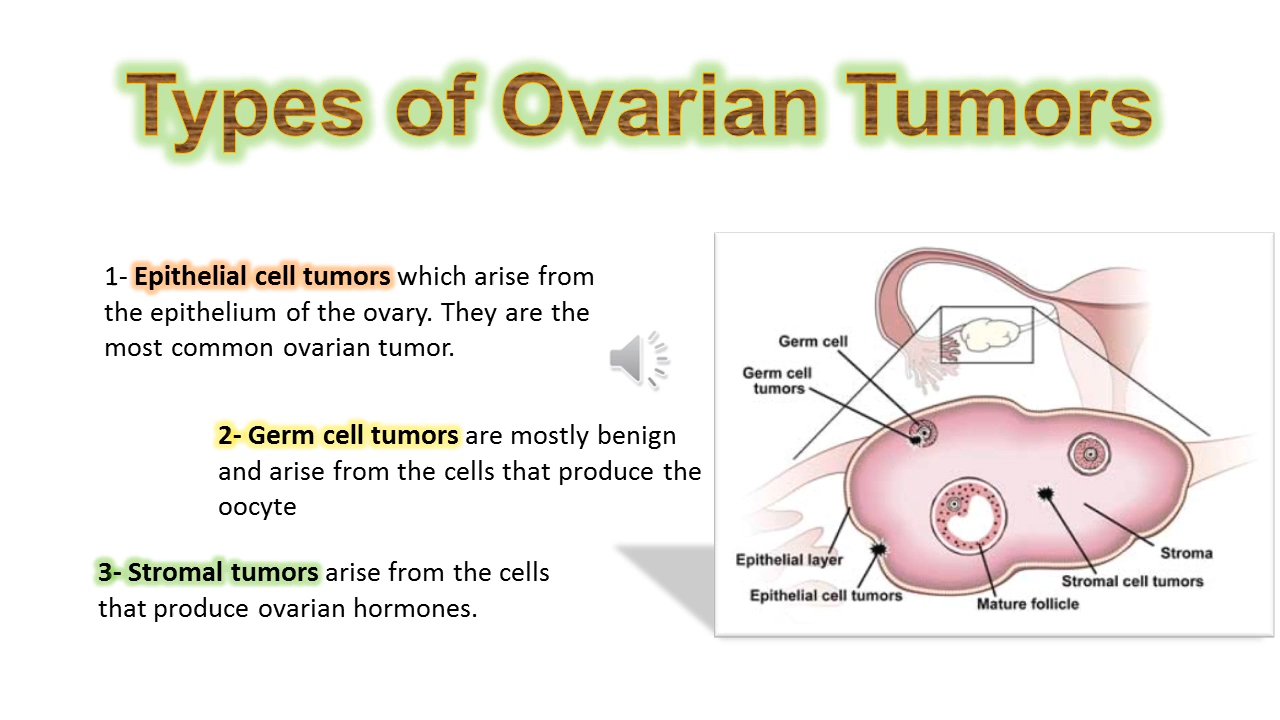 Types of Ovarian Tumors
1- Epithelial cell tumors which arise from
the epithelium of the ovary. They are the
most common ovarian tumor.
2- Germ cell tumors are mostly benign
and arise from the cells that produce the
oocyte
3- Stromal tumors arise from the cells
that produce ovarian hormones.
Germ cell
Germ cell
tumors
Epithelial layer
Epithelial cell tumors
Mature follicle
Stromal cell tumors
Stroma